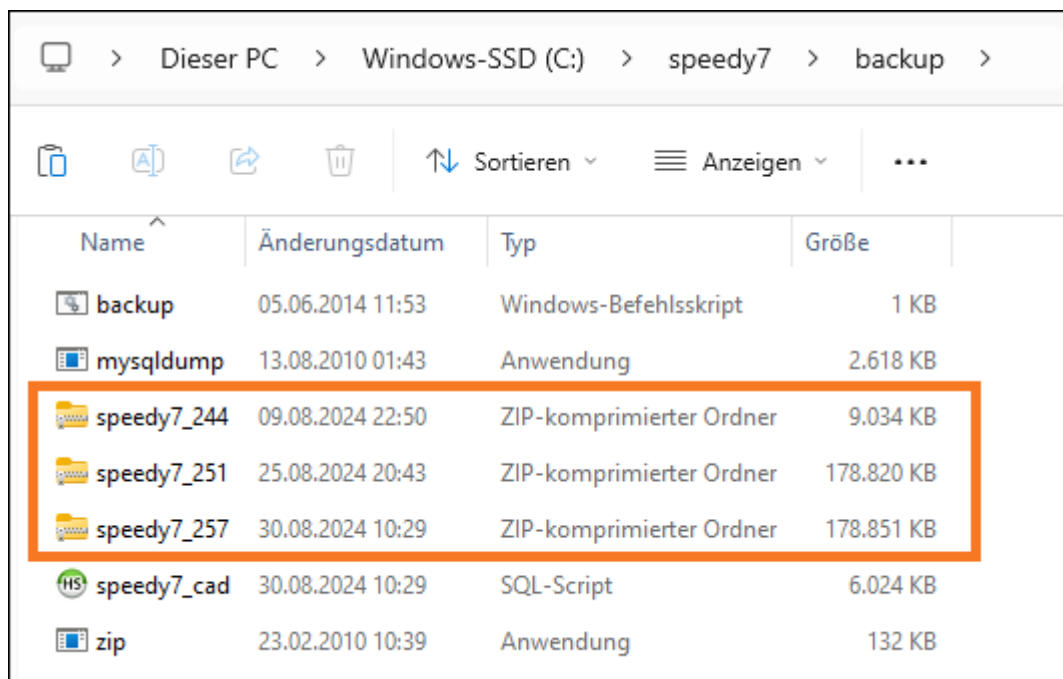 Dieser PC > Windows-SSD (C:) > speedy7 > backup >
Sortieren Anzeigen ...
Name Änderungsdatum Typ Größe
backup 05.06.2014 11:53 Windows-Befehlsskript 1 KB
mysqldump 13.08.2010 01:43 Anwendung 2.618 KB
speedy7_244 09.08.2024 22:50 ZIP-komprimierter Ordner 9.034 KB
speedy7_251 25.08.2024 20:43 ZIP-komprimierter Ordner 178.820 KB
speedy7_257 30.08.2024 10:29 ZIP-komprimierter Ordner 178.851 KB
HS speedy7_cad 30.08.2024 10:29 SQL-Script 6.024 KB
zip 23.02.2010 10:39 Anwendung 132 KB